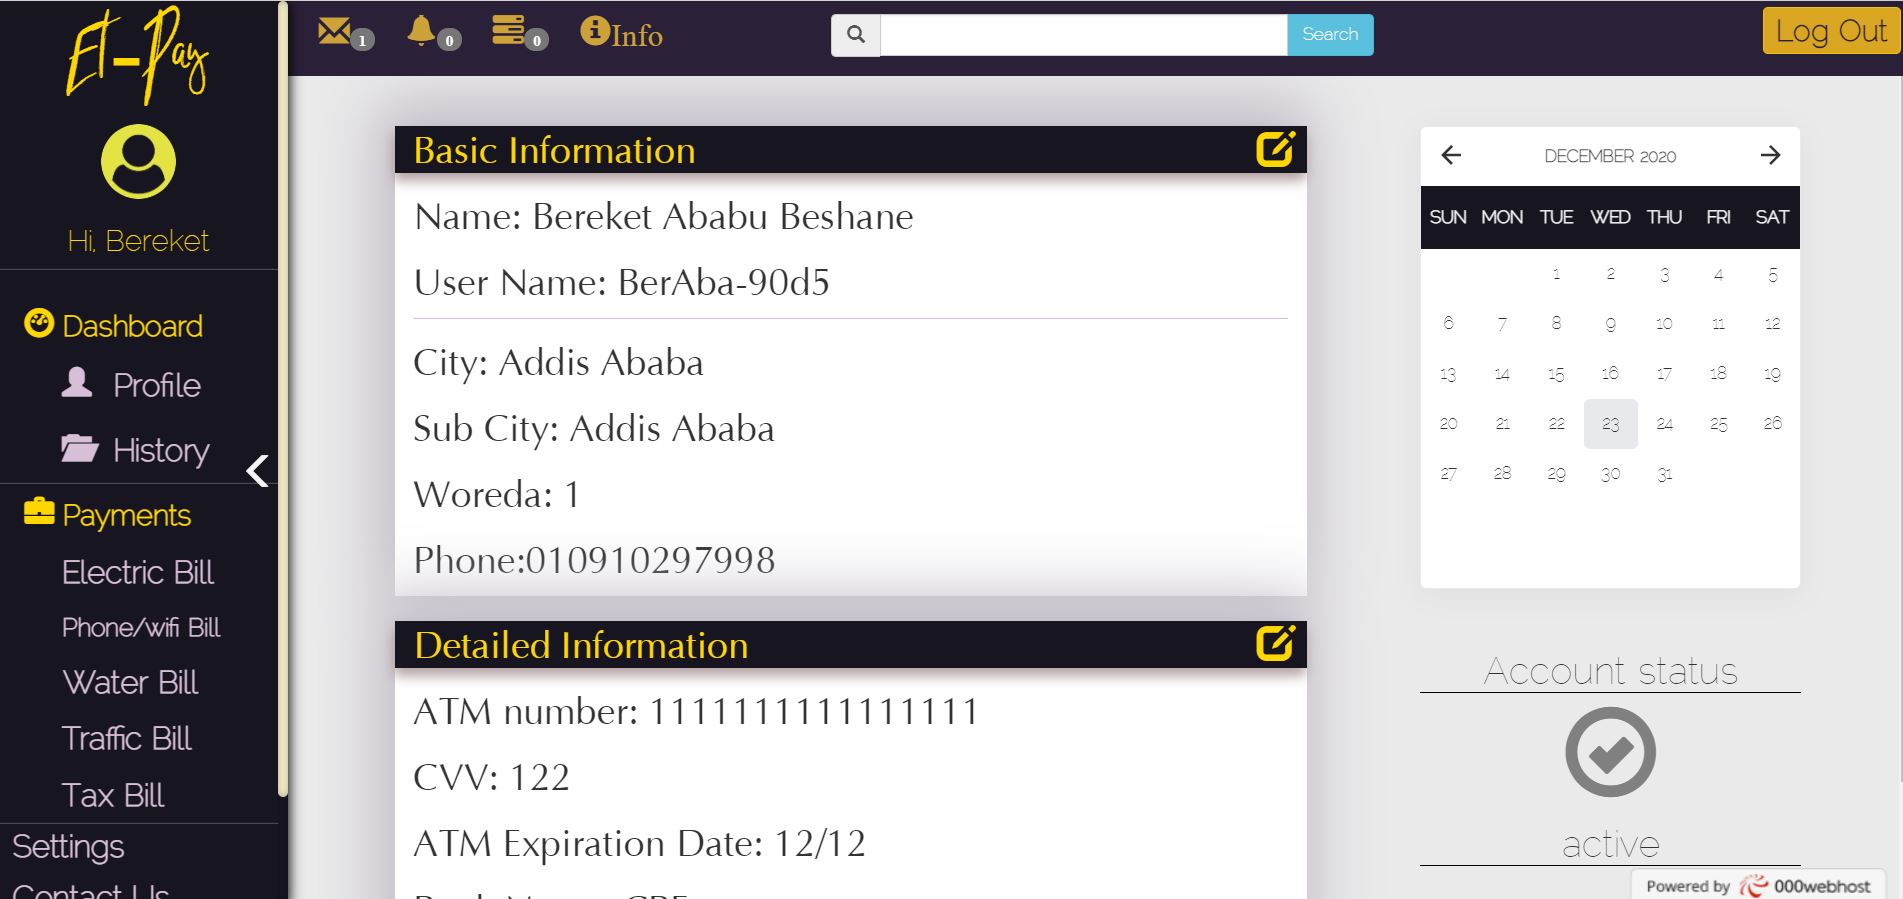 Et-Pay
Hi, Bereket
Dashboard
Profile
History
Payments
Electric Bill
Phone/wifi Bill
Water Bill
Traffic Bill
Tax Bill
Settings
Contact Us
1
0
0
Info
Search
Log Out
Basic Information
Name: Bereket Ababu Beshane
User Name: BerAba-90d5
City: Addis Ababa
Sub City: Addis Ababa
Woreda: 1
Phone:010910297998
Detailed Information
ATM number: 1111111111111111
CVV: 122
ATM Expiration Date: 12/12
DECEMBER 2020
SUN MON TUE WED THU FRI SAT
1 2 3 4 5
6 7 8 9 10 11 12
13 14 15 16 17 18 19
20 21 22 23 24 25 26
27 28 29 30 31
Account status
active
Powered by 000webhost